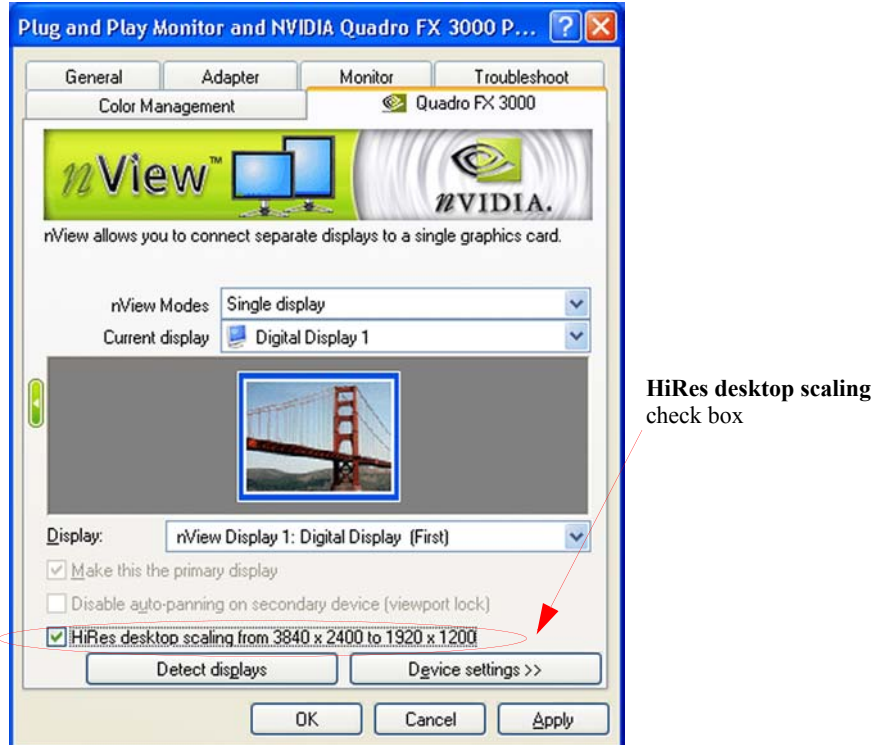 Plug and Play Monitor and NVIDIA Quadro FX 3000 P...
General Adapter Monitor Troubleshoot
Color Management Quadro FX 3000
nView™
nVIDIA.
nView allows you to connect separate displays to a single graphics card.
nView Modes Single display
Current display Digital Display 1
HiRes desktop scaling
check box
Display: nView Display 1: Digital Display (First)
Make this the primary display
Disable auto-panning on secondary device (viewport lock)
HiRes desktop scaling from 3840 x 2400 to 1920 x 1200
Detect displays Device settings >>
OK Cancel Apply